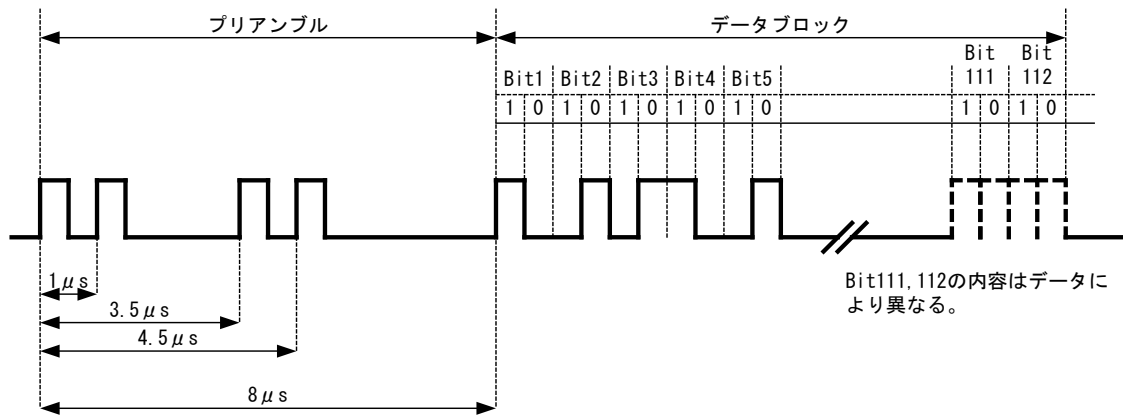 プリアンブル
データブロック
Bit1 Bit2 Bit3 Bit4 Bit5
Bit
111
Bit
112
1 0 1 0 1 0 1 0 1 0
1 0 1 0
1μs
3.5μs
4.5μs
8μs
Bit111,112の内容はデータに
より異なる。